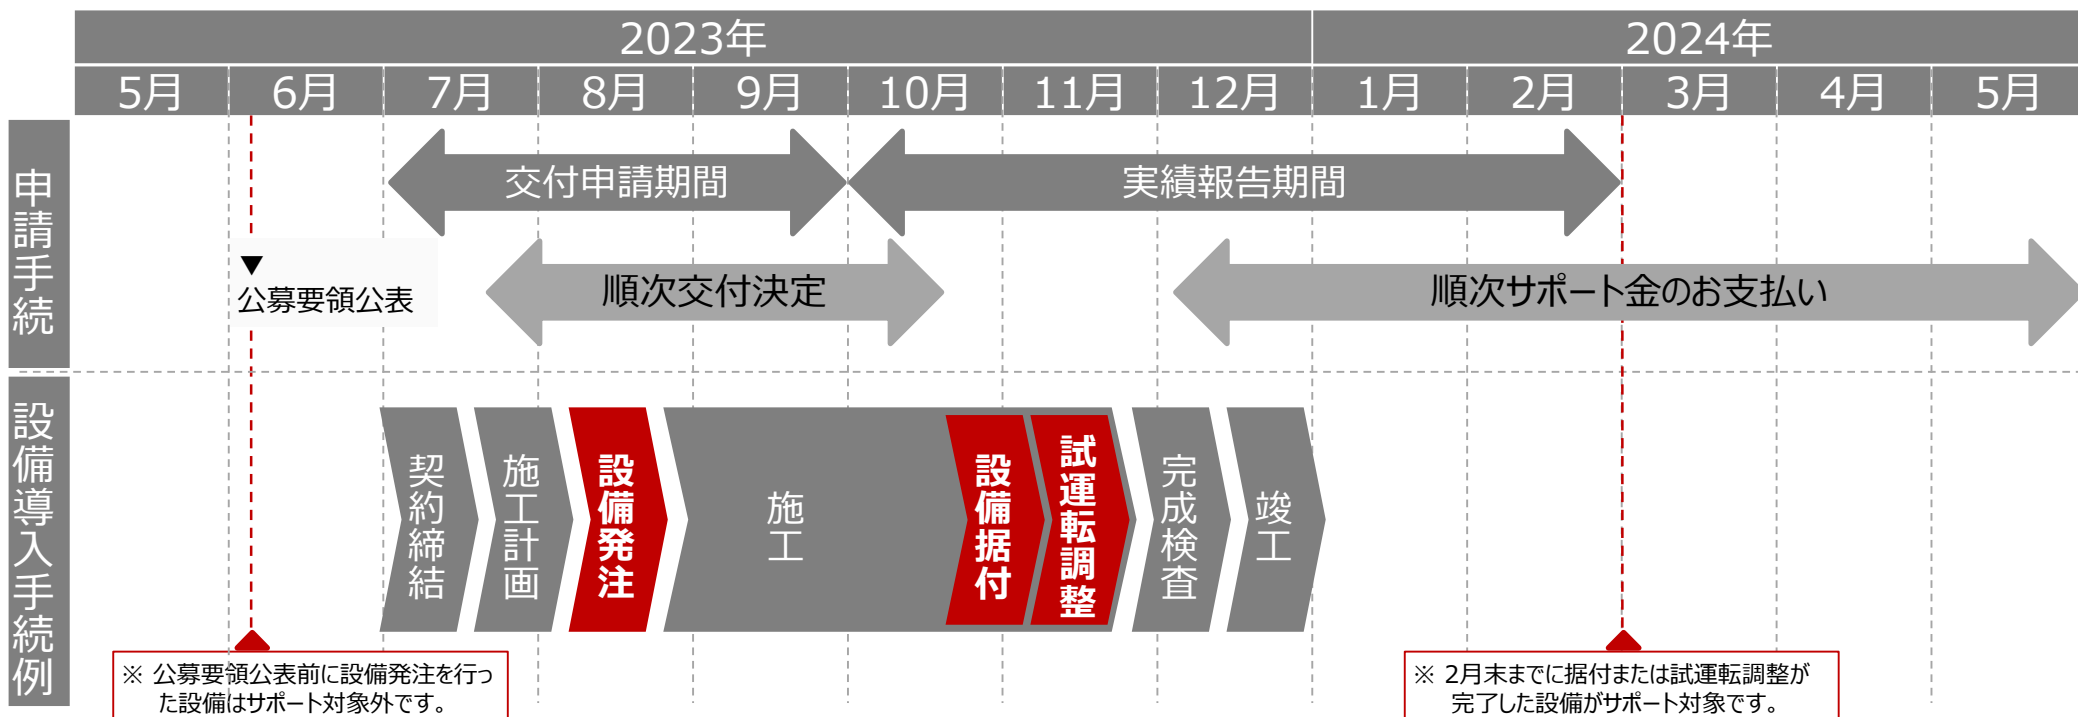 2023年
2024年
5月
6月
7月
8月
9月
10月
11月
12月
1月
2月
3月
4月
5月
申請手続
交付申請期間
実績報告期間
▼
公募要領公表
順次交付決定
順次サポート金のお支払い
設備導入手続例
契約締結
施工計画
設備発注
施工
設備据付
試運転調整
完成検査
竣工
※ 公募要領公表前に設備発注を行っ
た設備はサポート対象外です。
※ 2月末までに据付または試運転調整が
完了した設備がサポート対象です。